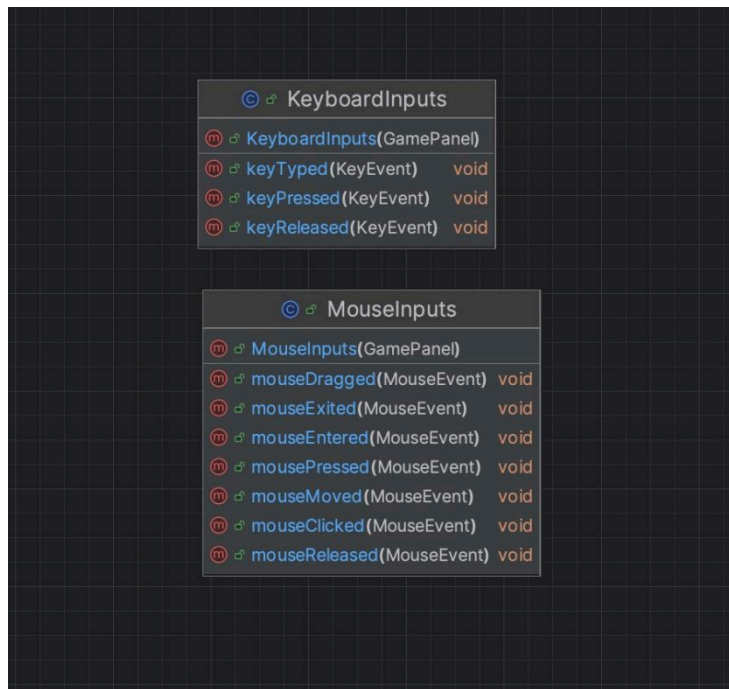 KeyboardInputs
KeyboardInputs(GamePanel)
keyTyped(KeyEvent) void
keyPressed(KeyEvent) void
keyReleased(KeyEvent) void
MouseInputs
MouseInputs(GamePanel)
mouseDragged(MouseEvent) void
mouseExited(MouseEvent) void
mouseEntered(MouseEvent) void
mousePressed(MouseEvent) void
mouseMoved(MouseEvent) void
mouseClicked(MouseEvent) void
mouseReleased(MouseEvent) void